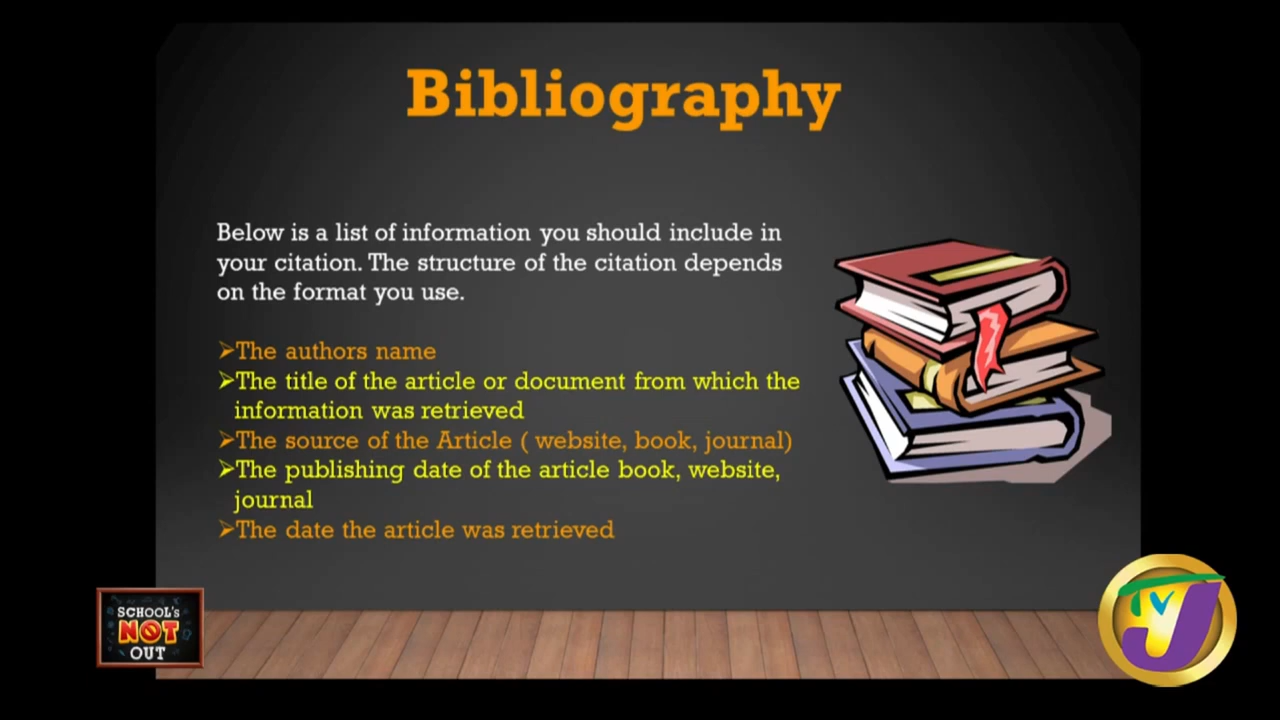 Bibliography
Below is a list of information you should include in
your citation. The structure of the citation depends
on the format you use.
➢The authors name
➢The title of the article or document from which the
information was retrieved
➢The source of the Article ( website, book, journal)
➢The publishing date of the article book, website,
journal
➢The date the article was retrieved
SCHOOL's
NOT
OUT
TVJ